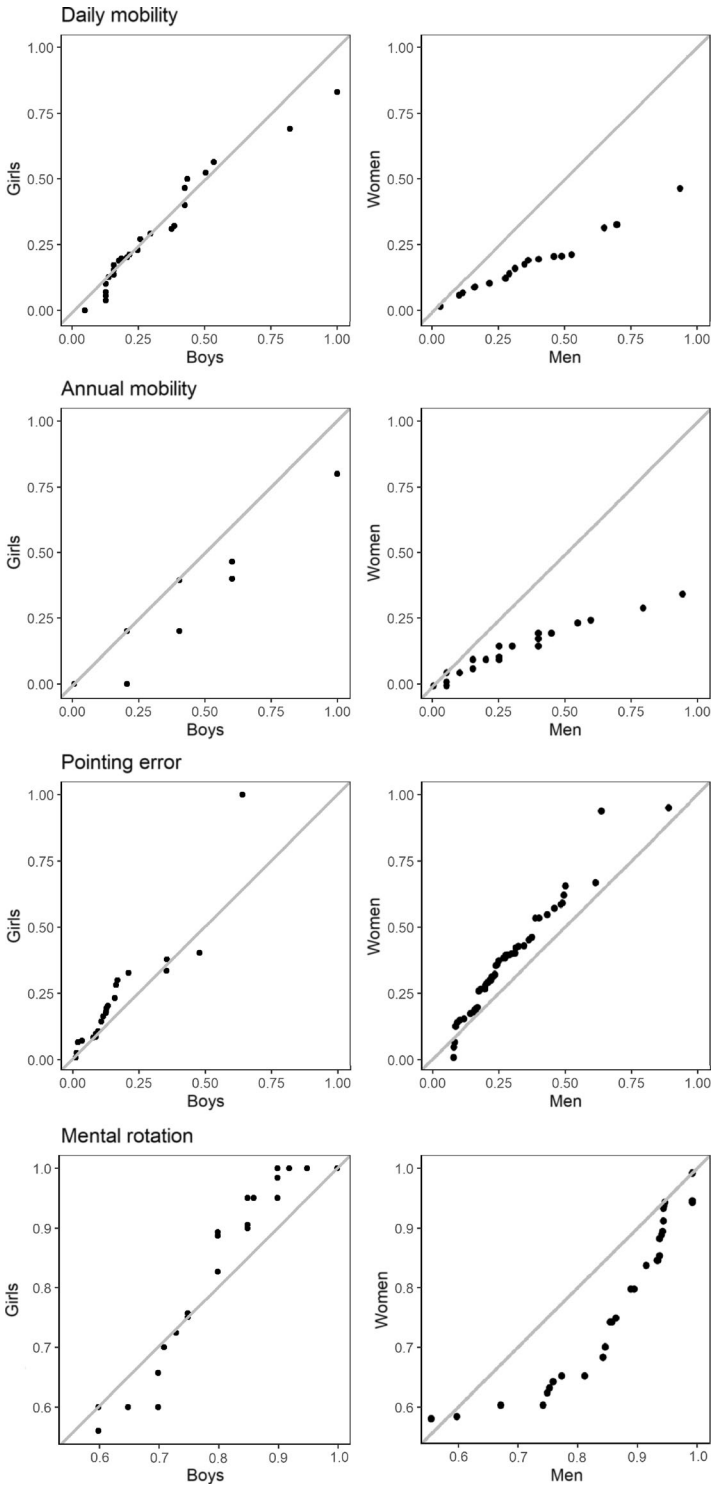 Daily mobility
1.00 1.00
0.75 0.75
Girls Women
0.50 0.50
0.25 0.25
0.00 0.00
0.00 0.25 0.50 0.75 1.00 0.00 0.25 0.50 0.75 1.00
Boys Men
Annual mobility
1.00 1.00
0.75 0.75
Girls Women
0.50 0.50
0.25 0.25
0.00 0.00
0.00 0.25 0.50 0.75 1.00 0.00 0.25 0.50 0.75 1.00
Boys Men
Pointing error
1.00 1.00
0.75 0.75
Girls Women
0.50 0.50
0.25 0.25
0.00 0.00
0.00 0.25 0.50 0.75 1.00 0.00 0.25 0.50 0.75 1.00
Boys Men
Mental rotation
1.0 1.0
0.9 0.9
Girls Women
0.8 0.8
0.7 0.7
0.6 0.6
0.6 0.7 0.8 0.9 1.0 0.6 0.7 0.8 0.9 1.0
Boys Men